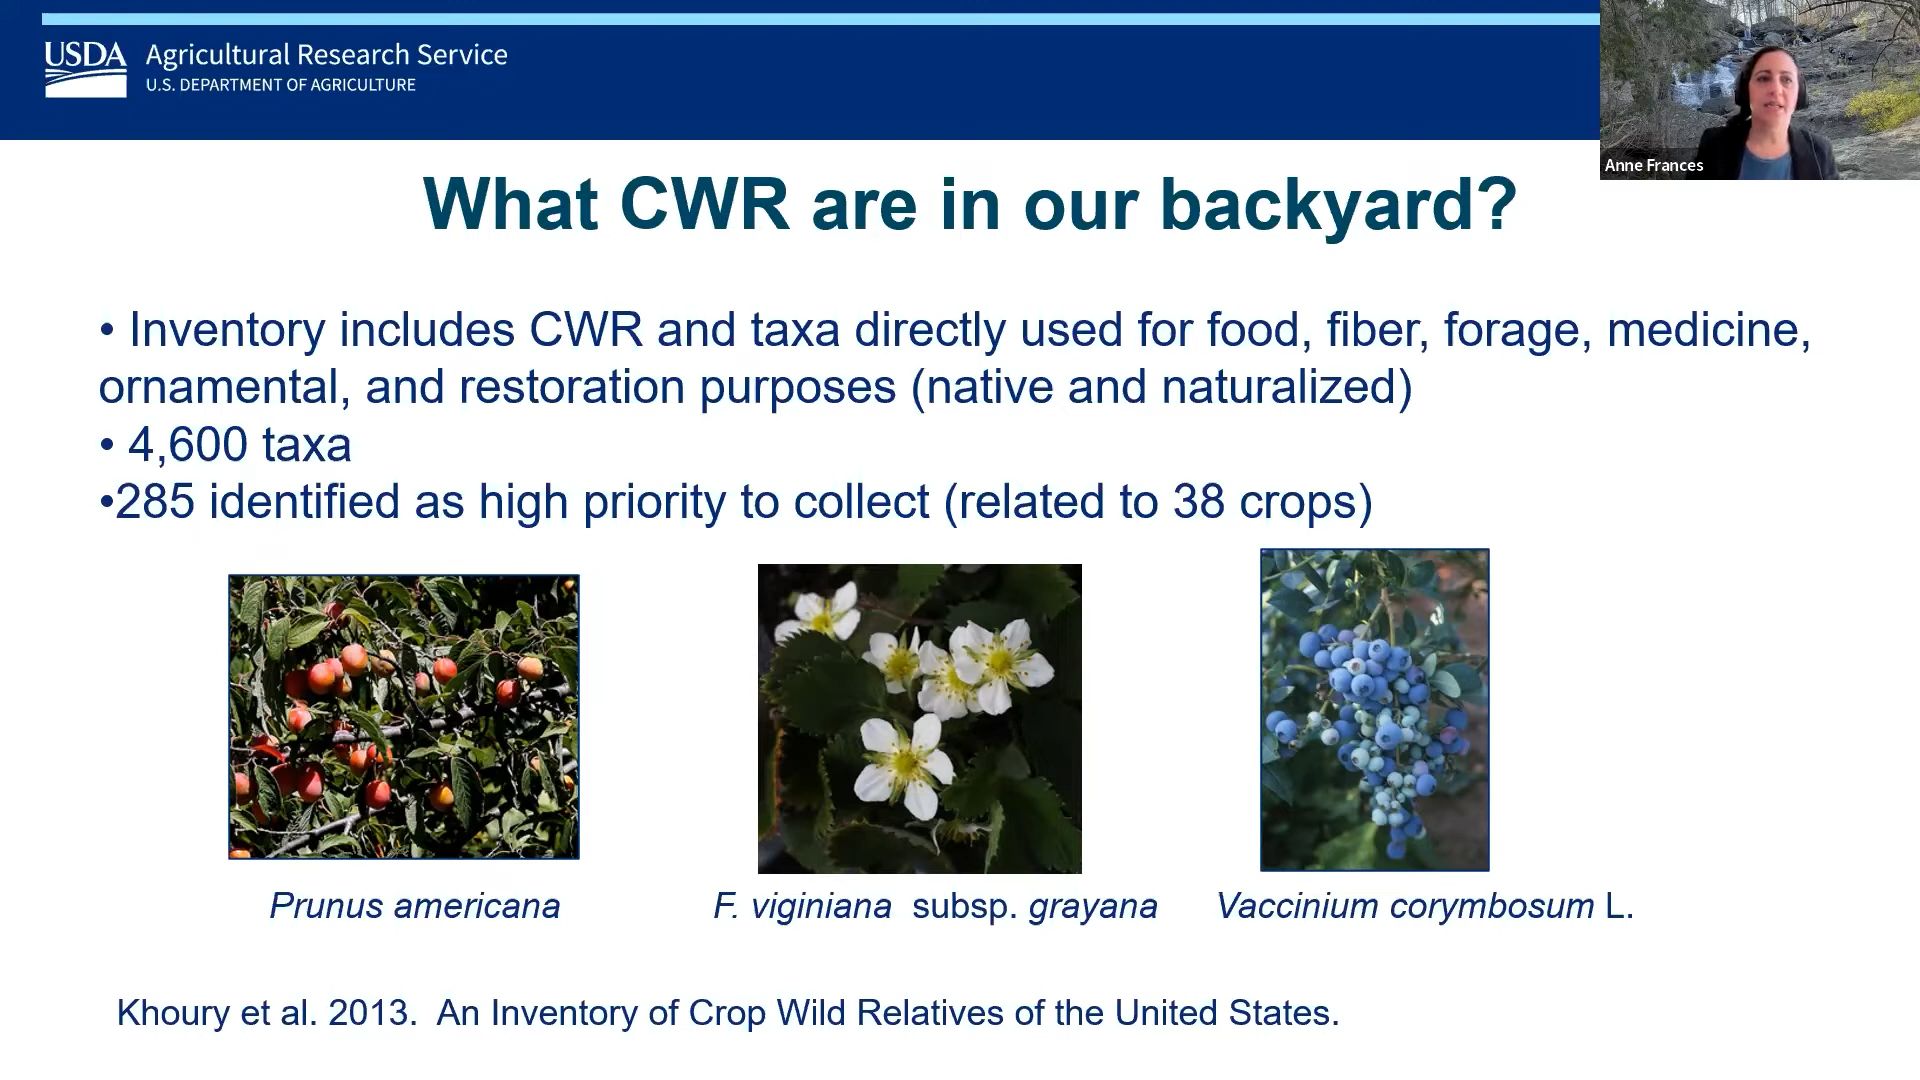 USDA Agricultural Research Service
U.S. DEPARTMENT OF AGRICULTURE
Anne Frances
What CWR are in our backyard?
• Inventory includes CWR and taxa directly used for food, fiber, forage, medicine,
ornamental, and restoration purposes (native and naturalized)
• 4,600 taxa
•285 identified as high priority to collect (related to 38 crops)
Prunus americana
F. viginiana subsp. grayana
Vaccinium corymbosum L.
Khoury et al. 2013. An Inventory of Crop Wild Relatives of the United States.